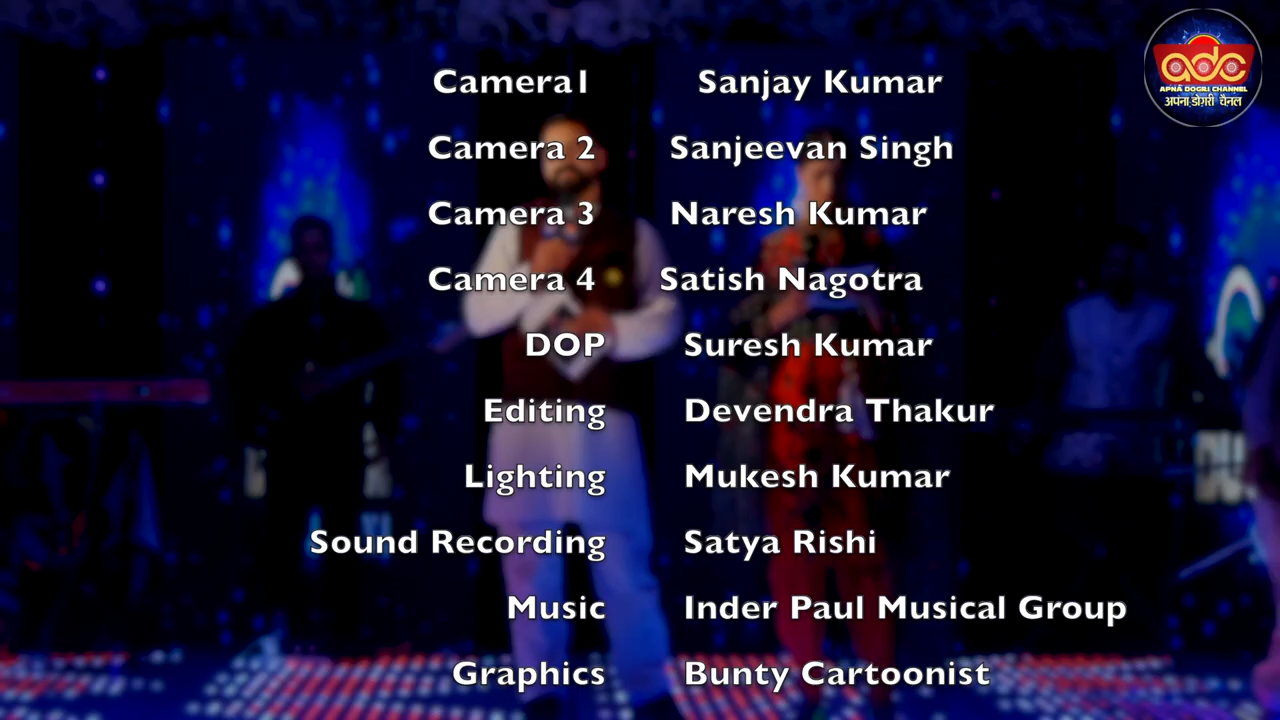 Camera1 Sanjay Kumar
Camera 2 Sanjeevan Singh
Camera 3 Naresh Kumar
Camera 4 Satish Nagotra
DOP Suresh Kumar
Editing Devendra Thakur
Lighting Mukesh Kumar
Sound Recording Satya Rishi
Music Inder Paul Musical Group
Graphics Bunty Cartoonist
adc
APNA DOGRI CHANNEL
अपना डोगरी चैनल